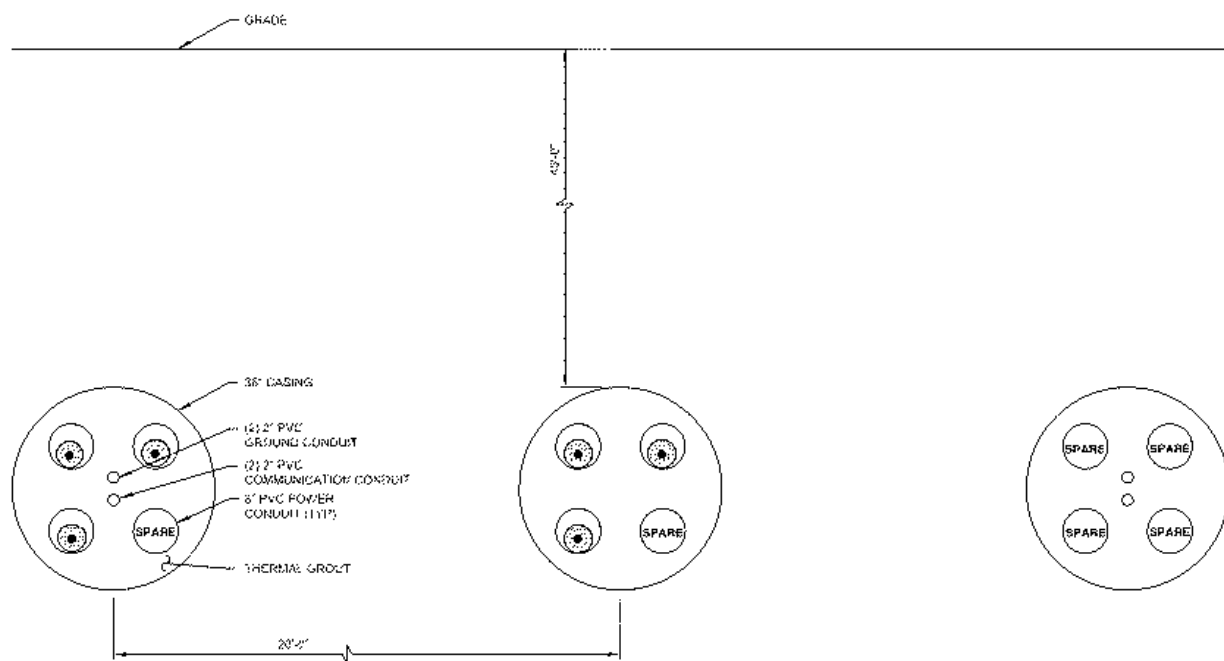 GRADE
36" CASING
(2) 2" PVC
GROUND CONDUIT
(2) 2" PVC
COMMUNICATION CONDUIT
PVC POWER
CONDUIT (TYP)
THERMAL GROUT
SPARE
SPARE
SPARE
SPARE
SPARE
SPARE
20'-0"